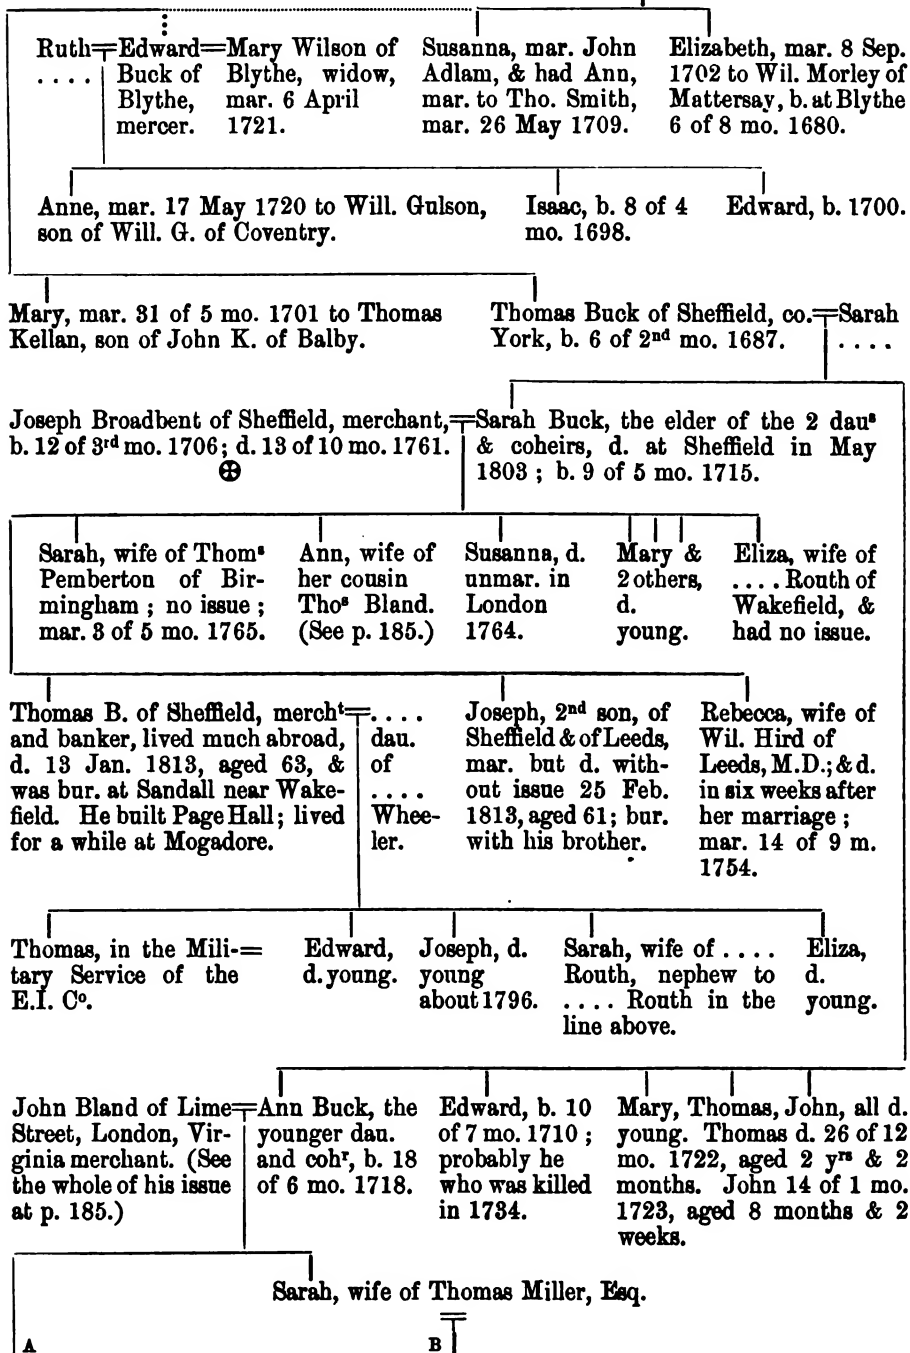 Ruth=Edward=Mary Wilson of
. . . . Buck of Blythe, widow,
Blythe, mar. 6 April
mercer. 1721.
Susanna, mar. John
Adlam, & had Ann,
mar. to Tho. Smith,
mar. 26 May 1709.
Elizabeth, mar. 8 Sep.
1702 to Wil. Morley of
Mattersay, b. at Blythe
6 of 8 mo. 1680.
Anne, mar. 17 May 1720 to Will. Gulson,
son of Will. G. of Coventry.
Isaac, b. 8 of 4
mo. 1698.
Edward, b. 1700.
Mary, mar. 31 of 5 mo. 1701 to Thomas
Kellan, son of John K. of Balby.
Thomas Buck of Sheffield, co.=Sarah
York, b. 6 of 2nd mo. 1687. . . . .
Joseph Broadbent of Sheffield, merchant,=Sarah Buck, the elder of the 2 daus
b. 12 of 3rd mo. 1706; d. 13 of 10 mo. 1761. & coheirs, d. at Sheffield in May
✠ 1803; b. 9 of 5 mo. 1715.
Sarah, wife of Thoms
Pemberton of Bir-
mingham; no issue;
mar. 3 of 5 mo. 1765.
Ann, wife of
her cousin
Thos Bland.
(See p. 185.)
Susanna, d.
unmar. in
London
1764.
Mary &
2 others,
d.
young.
Eliza, wife of
. . . . Routh of
Wakefield, &
had no issue.
Thomas B. of Sheffield, mercht=. . . .
and banker, lived much abroad, dau.
d. 13 Jan. 1813, aged 63, & of
was bur. at Sandall near Wake- . . . .
field. He built Page Hall; lived Whee-
for a while at Mogadore. ler.
Joseph, 2nd son, of
Sheffield & of Leeds,
mar. but d. with-
out issue 25 Feb.
1813, aged 61; bur.
with his brother.
Rebecca, wife of
Wil. Hird of
Leeds, M.D.; & d.
in six weeks after
her marriage;
mar. 14 of 9 m.
1754.
Thomas, in the Mili-=
tary Service of the
E.I. Co.
Edward,
d. young.
Joseph, d.
young
about 1796.
Sarah, wife of . . . .
Routh, nephew to
. . . . Routh in the
line above.
Eliza,
d.
young.
John Bland of Lime=Ann Buck, the
Street, London, Vir- younger dau.
ginia merchant. (See and cohr, b. 18
the whole of his issue of 6 mo. 1718.
at p. 185.)
Edward, b. 10
of 7 mo. 1710;
probably he
who was killed
in 1734.
Mary, Thomas, John, all d.
young. Thomas d. 26 of 12
mo. 1722, aged 2 yrs & 2
months. John 14 of 1 mo.
1723, aged 8 months & 2
weeks.
Sarah, wife of Thomas Miller, Esq.
A B